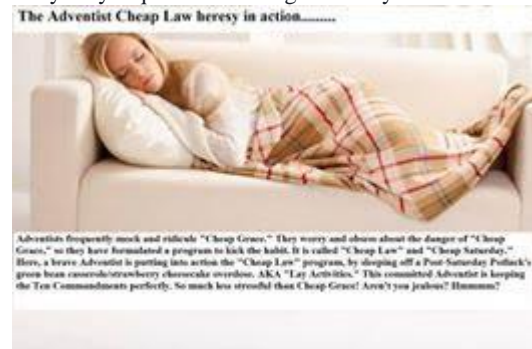 The Adventist Cheap Law heresy in action.........
Adventists frequently mock and ridicule "Cheap Grace." They worry and obsess about the danger of "Cheap
Grace," so they have formulated a program to kick the habit. It is called "Cheap Law" and "Cheap Saturday."
Here, a brave Adventist is putting into action the "Cheap Law" program, by sleeping off a Post-Saturday Potluck's
green bean casserole/strawberry cheesecake overdose. AKA "Lay Activities." This committed Adventist is keeping
the Ten Commandments perfectly. So much less stressful than Cheap Grace! Aren't you jealous? Hmmmm?